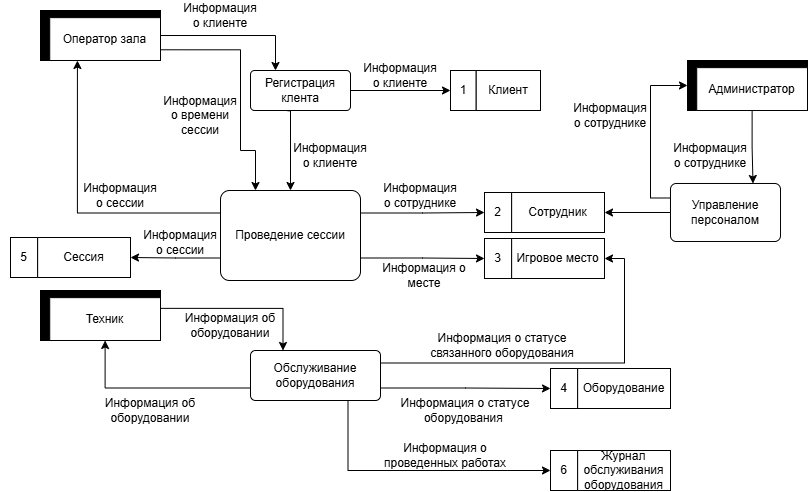 Информация
о клиенте
Оператор зала
Регистрация
клента
Информация
о клиенте
1
Клиент
Администратор
Информация
о времени
сессии
Информация
о сотруднике
Информация
о клиенте
Информация
о сотруднике
Информация
о сессии
Информация
о сотруднике
Управление
персоналом
2
Сотрудник
Проведение сессии
Информация
о сессии
5
Сессия
3
Игровое место
Информация о
месте
Техник
Информация об
оборудовании
Информация о статусе
связанного оборудования
Обслуживание
оборудования
4
Оборудование
Информация об
оборудовании
Информация о статусе
оборудования
Информация о
проведенных работах
6
Журнал
обслуживания
оборудования